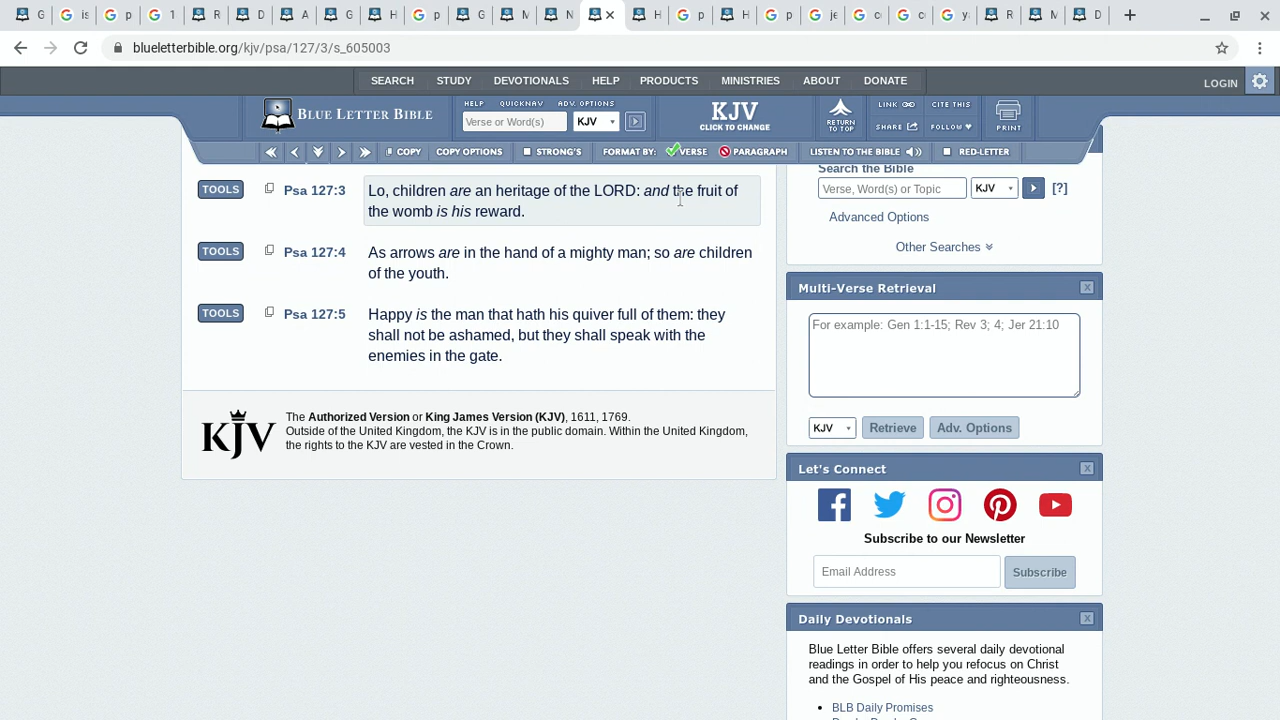 is
p
1
R
D
A
G
H
p
G
M
N
H
p
H
p
p
je
c
c
y
R
M
D
blueletterbible.org/kjv/psa/127/3/s_605003
SEARCH STUDY DEVOTIONALS HELP PRODUCTS MINISTRIES ABOUT DONATE LOGIN
BLUE LETTER BIBLE
HELP QUICKNAV ADV. OPTIONS
Verse or Word(s) KJV
KJV
CLICK TO CHANGE
RETURN
TO TOP
LINK CITE THIS
SHARE FOLLOW
PRINT
COPY COPY OPTIONS STRONG'S FORMAT BY: VERSE PARAGRAPH LISTEN TO THE BIBLE RED-LETTER
TOOLS Psa 127:3 Lo, children are an heritage of the LORD: and the fruit of
the womb is his reward.
TOOLS Psa 127:4 As arrows are in the hand of a mighty man; so are children
of the youth.
TOOLS Psa 127:5 Happy is the man that hath his quiver full of them: they
shall not be ashamed, but they shall speak with the
enemies in the gate.
KJV
The Authorized Version or King James Version (KJV), 1611, 1769.
Outside of the United Kingdom, the KJV is in the public domain. Within the United Kingdom,
the rights to the KJV are vested in the Crown.
Search the Bible
Verse, Word(s) or Topic KJV [?]
Advanced Options
Other Searches
Multi-Verse Retrieval
For example: Gen 1:1-15; Rev 3; 4; Jer 21:10
KJV Retrieve Adv. Options
Let's Connect
Subscribe to our Newsletter
Email Address Subscribe
Daily Devotionals
Blue Letter Bible offers several daily devotional
readings in order to help you refocus on Christ
and the Gospel of His peace and righteousness.
BLB Daily Promises